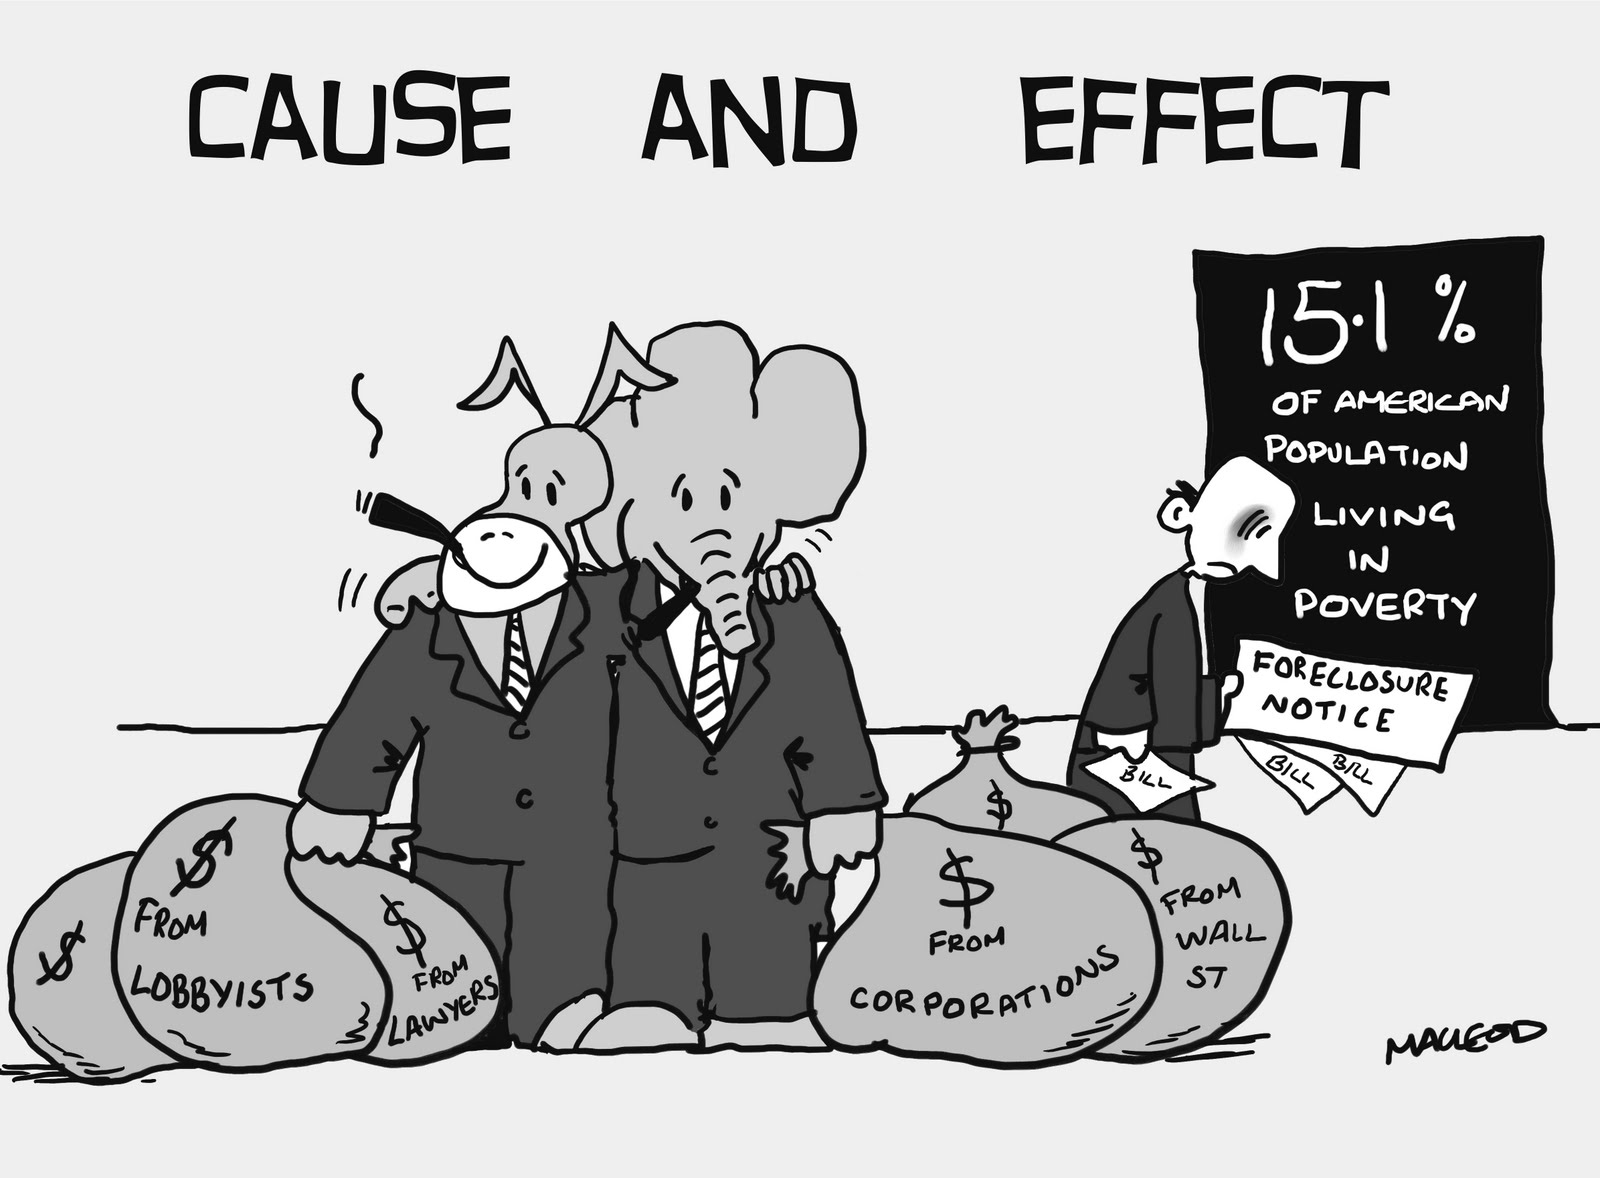 CAUSE AND EFFECT
15.1 %
OF AMERICAN
POPULATION
LIVING
IN
POVERTY
FORECLOSURE
NOTICE
BILL
BILL
BILL
$
$
FROM
LOBBYISTS
$
FROM
LAWYERS
$
$
FROM
CORPORATIONS
$
FROM
WALL
ST
MACLEOD